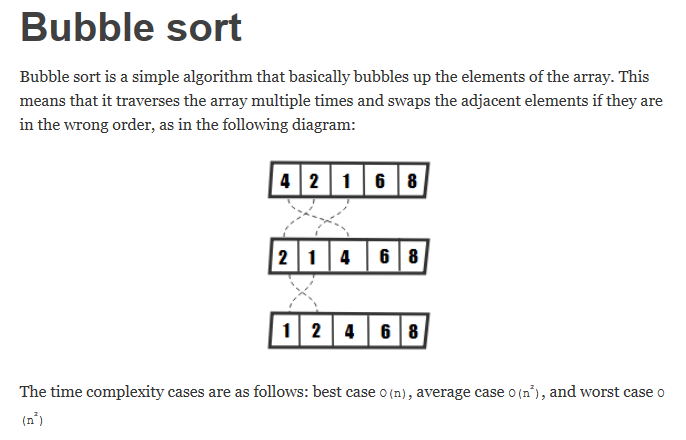 Bubble sort
Bubble sort is a simple algorithm that basically bubbles up the elements of the array. This
means that it traverses the array multiple times and swaps the adjacent elements if they are
in the wrong order, as in the following diagram:
4 2 1 6 8
2 1 4 6 8
1 2 4 6 8
The time complexity cases are as follows: best case O(n), average case O(n²), and worst case O
(n²)